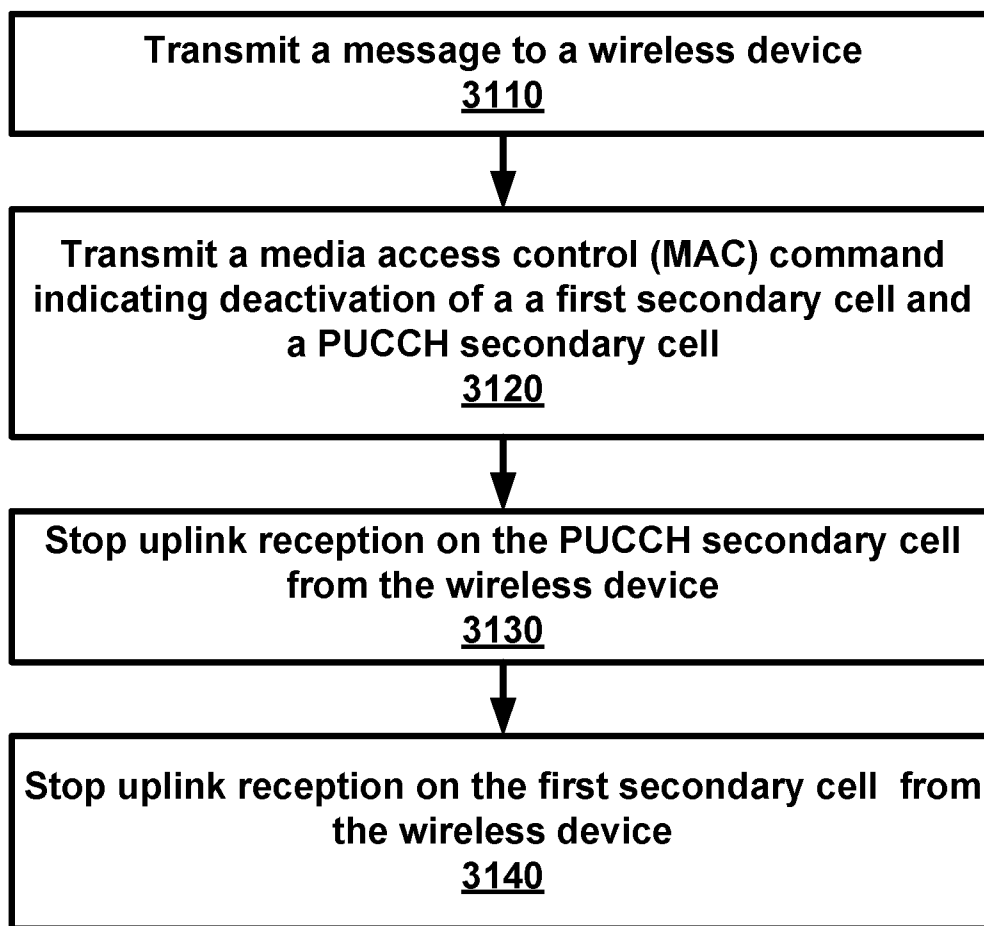 Transmit a message to a wireless device
3110
Transmit a media access control (MAC) command
indicating deactivation of a a first secondary cell and
a PUCCH secondary cell
3120
Stop uplink reception on the PUCCH secondary cell
from the wireless device
3130
Stop uplink reception on the first secondary cell  from
the wireless device
3140